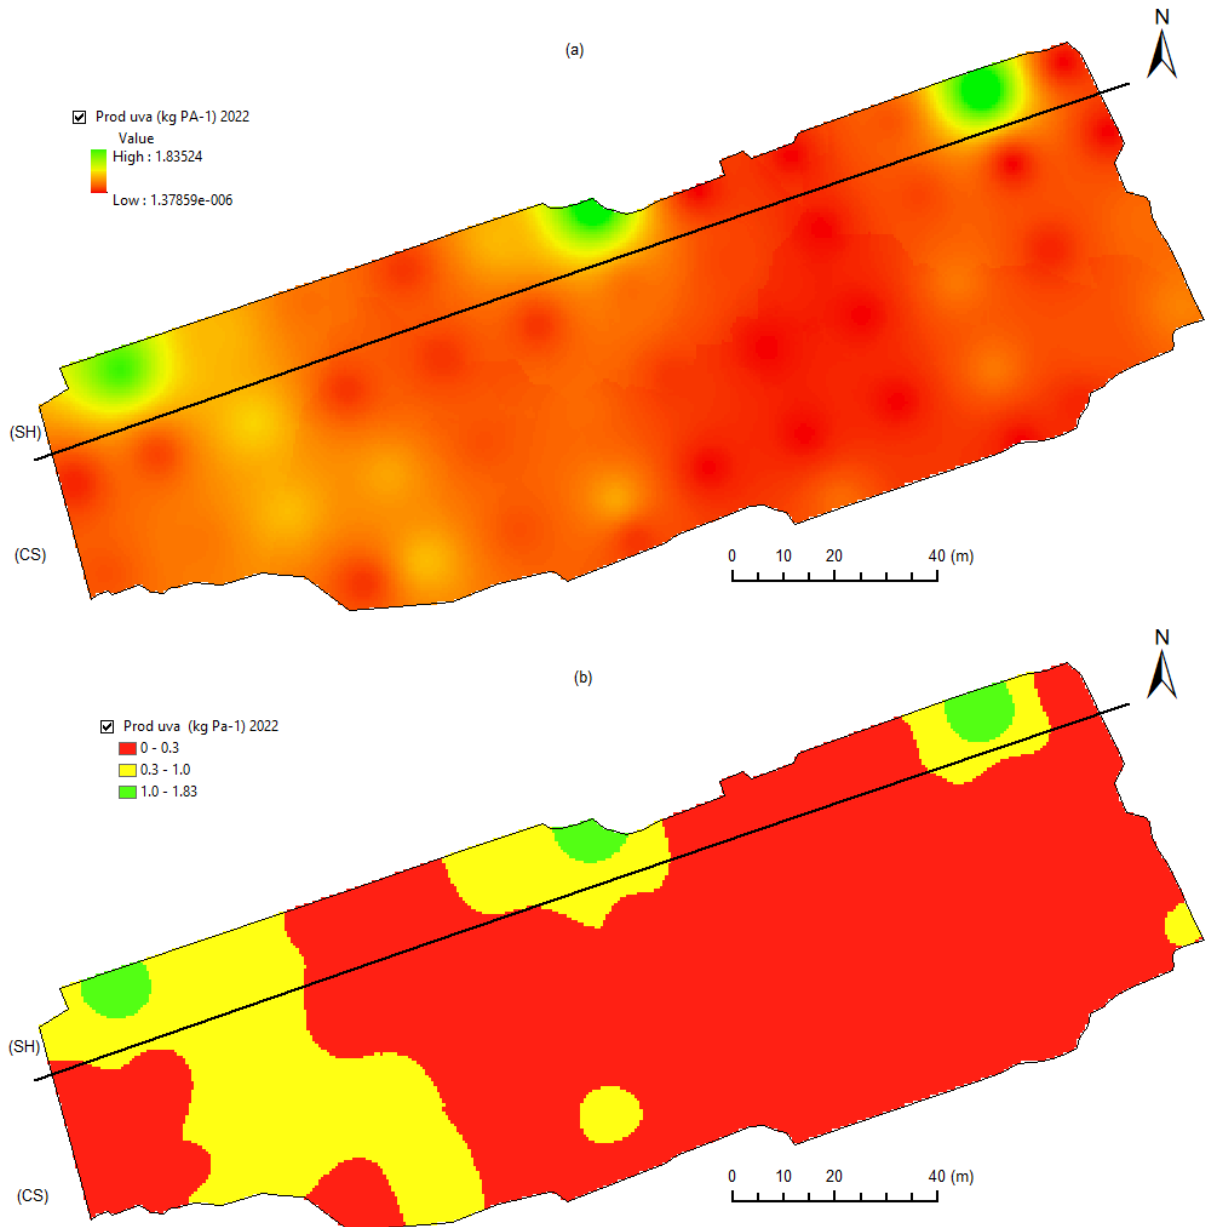 (a)
N
Prod uva (kg PA-1) 2022
Value
High : 1.83524
Low : 1.37859e-006
(SH)
(CS)
0 10 20 40 (m)
(b)
N
Prod uva (kg Pa-1) 2022
0 - 0.3
0.3 - 1.0
1.0 - 1.83
(SH)
(CS)
0 10 20 40 (m)